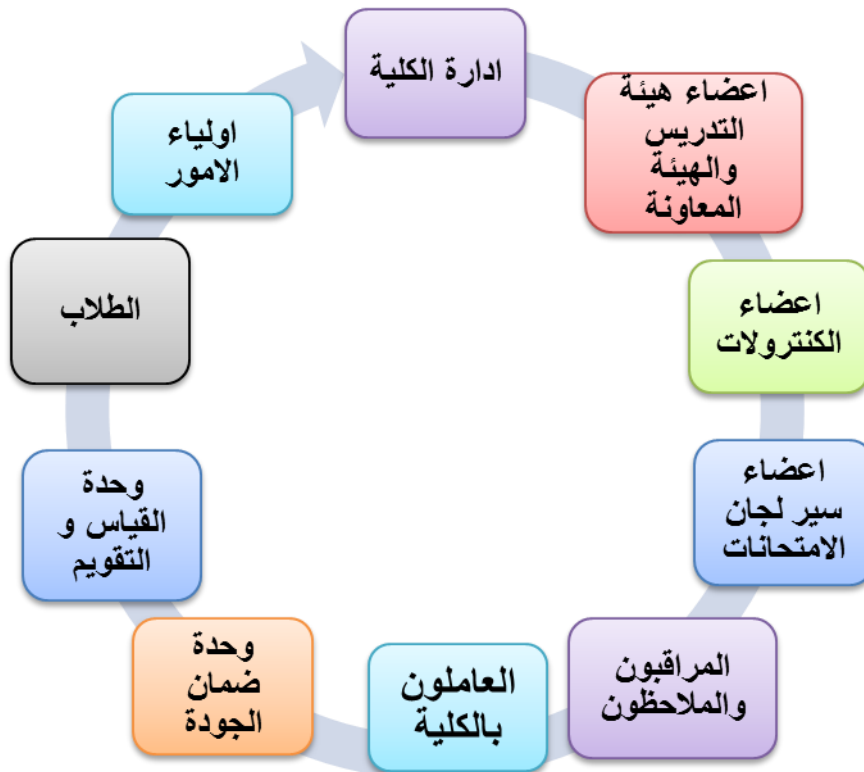 ادارة الكلية
اعضاء هيئة
التدريس
والهيئة
المعاونة
اعضاء
الكنترولات
اعضاء
سير لجان
الامتحانات
المراقبون
والملاحظون
العاملون
بالكلية
وحدة
ضمان
الجودة
وحدة
القياس و
التقويم
الطلاب
اولياء
الامور